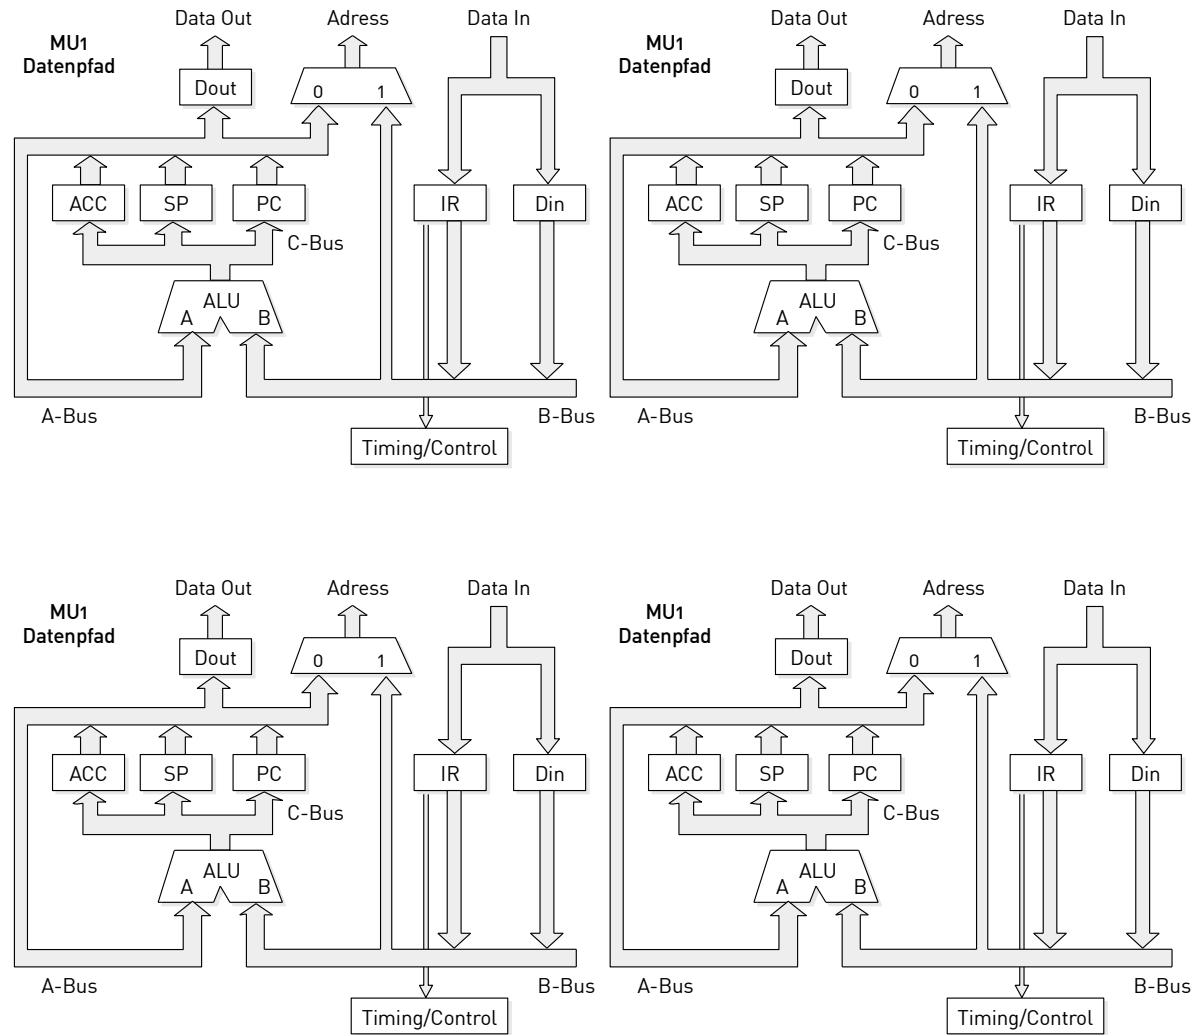 Data Out Adress Data In
MU1
Datenpfad
Dout
0 1
ACC SP PC IR Din
C-Bus
ALU
A B
A-Bus B-Bus
Timing/Control
Data Out Adress Data In
MU1
Datenpfad
Dout
0 1
ACC SP PC IR Din
C-Bus
ALU
A B
A-Bus B-Bus
Timing/Control
Data Out Adress Data In
MU1
Datenpfad
Dout
0 1
ACC SP PC IR Din
C-Bus
ALU
A B
A-Bus B-Bus
Timing/Control
Data Out Adress Data In
MU1
Datenpfad
Dout
0 1
ACC SP PC IR Din
C-Bus
ALU
A B
A-Bus B-Bus
Timing/Control